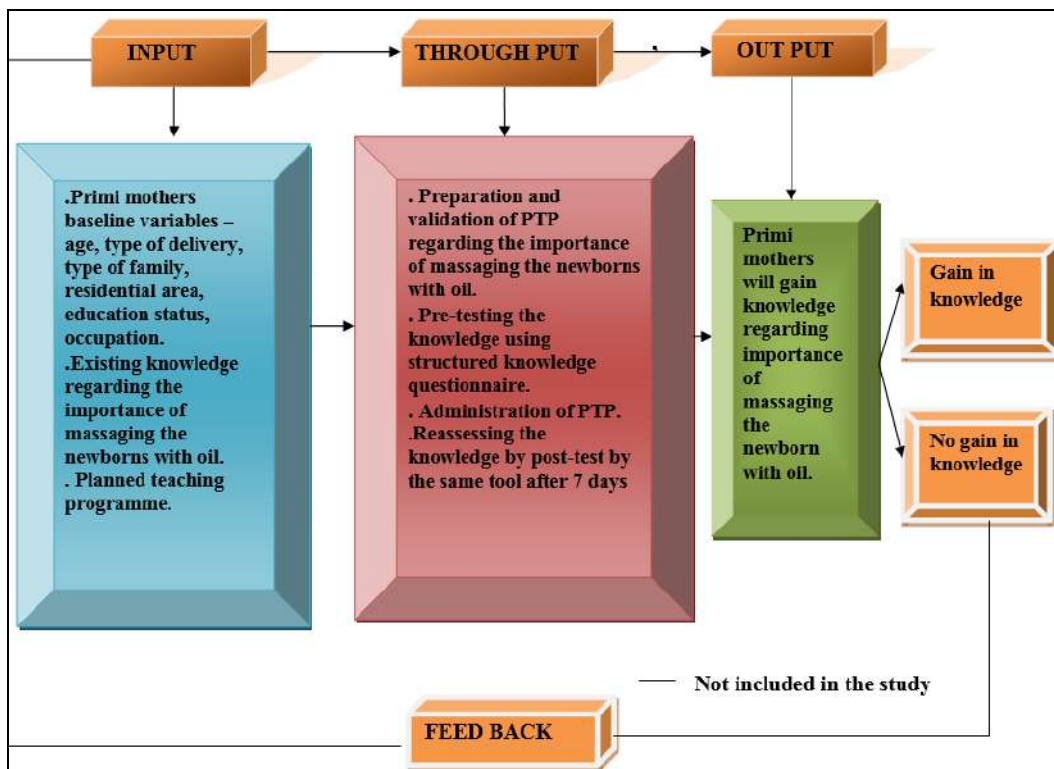 INPUT
THROUGH PUT
OUT PUT
.Primi mothers
baseline variables –
age, type of delivery,
type of family,
residential area,
education status,
occupation.
.Existing knowledge
regarding the
importance of
massaging the
newborns with oil.
. Planned teaching
programme.
. Preparation and
validation of PTP
regarding the importance
of massaging the newborns
with oil.
. Pre-testing the
knowledge using
structured knowledge
questionnaire.
. Administration of PTP.
.Reassessing the
knowledge by post-test by
the same tool after 7 days
Primi
mothers
will gain
knowledge
regarding
importance
of
massaging
the
newborn
with oil.
Gain in
knowledge
No gain in
knowledge
Not included in the study
FEED BACK